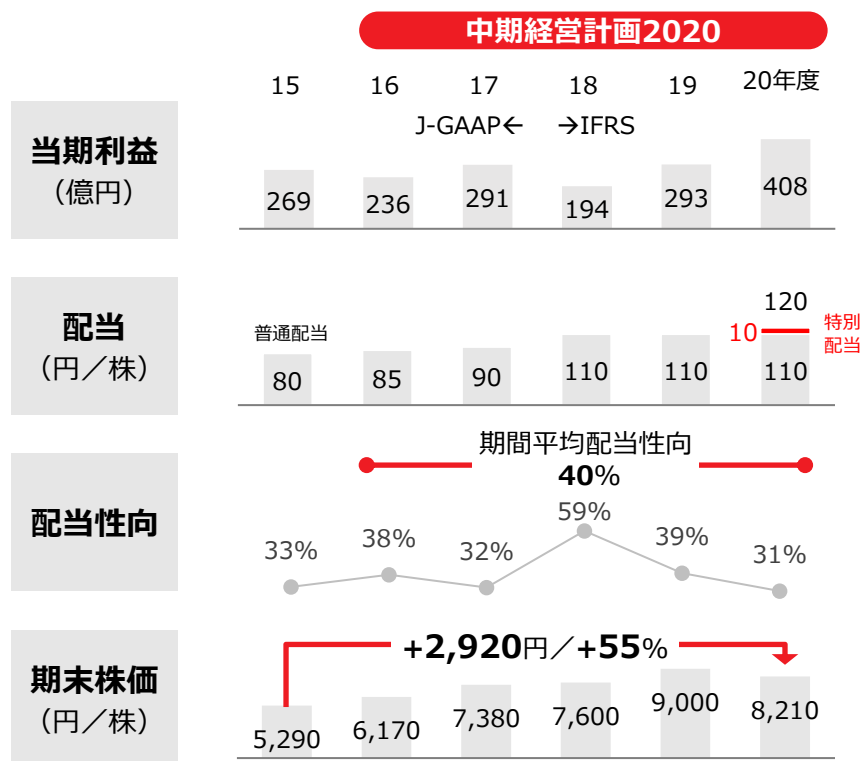 中期経営計画2020
15 16 17 18 19 20年度
J-GAAP← →IFRS
当期利益
（億円）
269 236 291 194 293 408
配当
（円／株）
普通配当
120
10 特別
配当
80 85 90 110 110 110
期間平均配当性向
40%
配当性向
33% 38% 32% 59% 39% 31%
+2,920円／+55%
期末株価
（円／株）
5,290 6,170 7,380 7,600 9,000 8,210